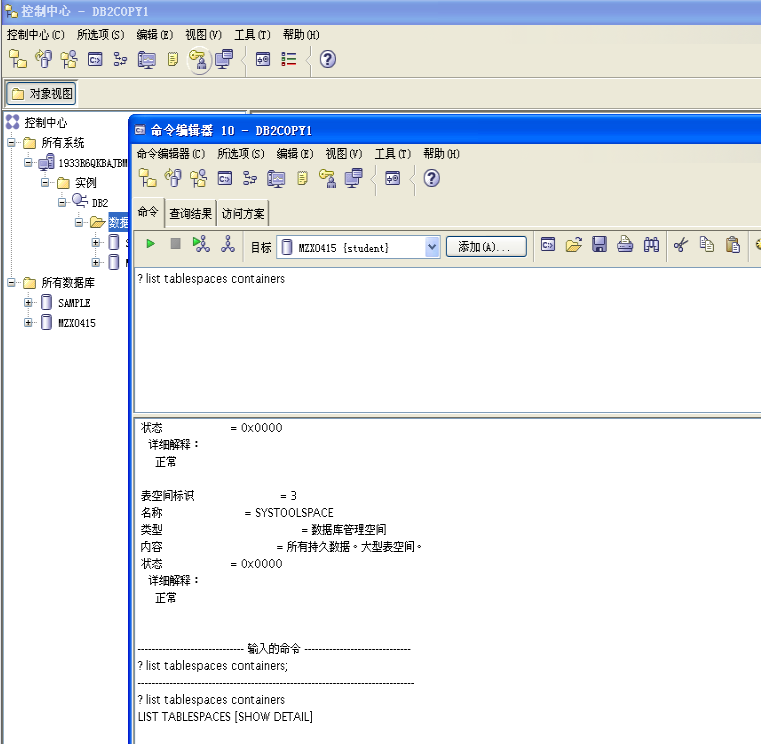 控制中心 - DB2COPY1
控制中心(C) 所选项(S) 编辑(E) 视图(V) 工具(T) 帮助(H)
对象视图
控制中心
所有系统
1933B6QKBAJBM
实例
DB2
数据
S
M
所有数据库
SAMPLE
MZX0415
命令编辑器 10 - DB2COPY1
命令编辑器(C) 所选项(S) 编辑(E) 视图(V) 工具(T) 帮助(H)
命令 查询结果 访问方案
目标 MZX0415 {student} 添加(A)...
? list tablespaces containers
状态 = 0x0000
详细解释：
正常
表空间标识 = 3
名称 = SYSTOOLSPACE
类型 = 数据库管理空间
内容 = 所有持久数据。大型表空间。
状态 = 0x0000
详细解释：
正常
------------------------------ 输入的命令 ------------------------------
? list tablespaces containers;
------------------------------------------------------------------------------
? list tablespaces containers
LIST TABLESPACES [SHOW DETAIL]